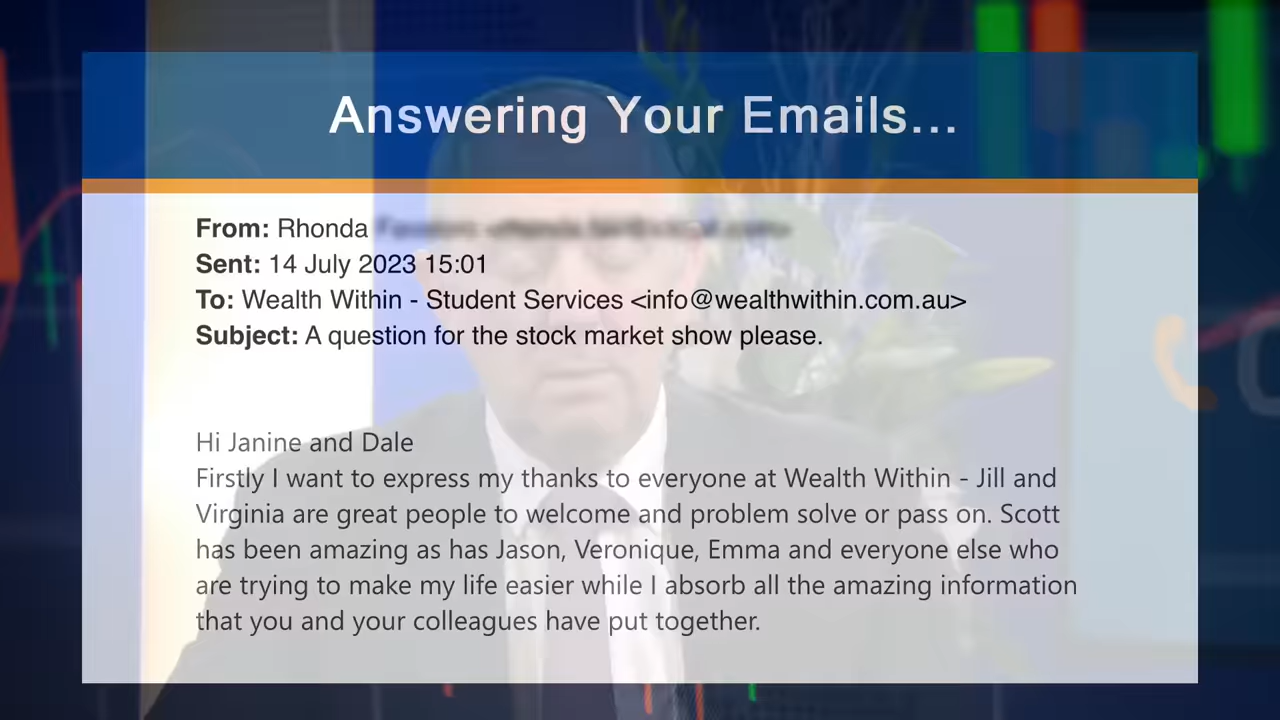 Answering Your Emails...
From: Rhonda
Sent: 14 July 2023 15:01
To: Wealth Within - Student Services <info@wealthwithin.com.au>
Subject: A question for the stock market show please.
Hi Janine and Dale
Firstly I want to express my thanks to everyone at Wealth Within - Jill and
Virginia are great people to welcome and problem solve or pass on. Scott
has been amazing as has Jason, Veronique, Emma and everyone else who
are trying to make my life easier while I absorb all the amazing information
that you and your colleagues have put together.